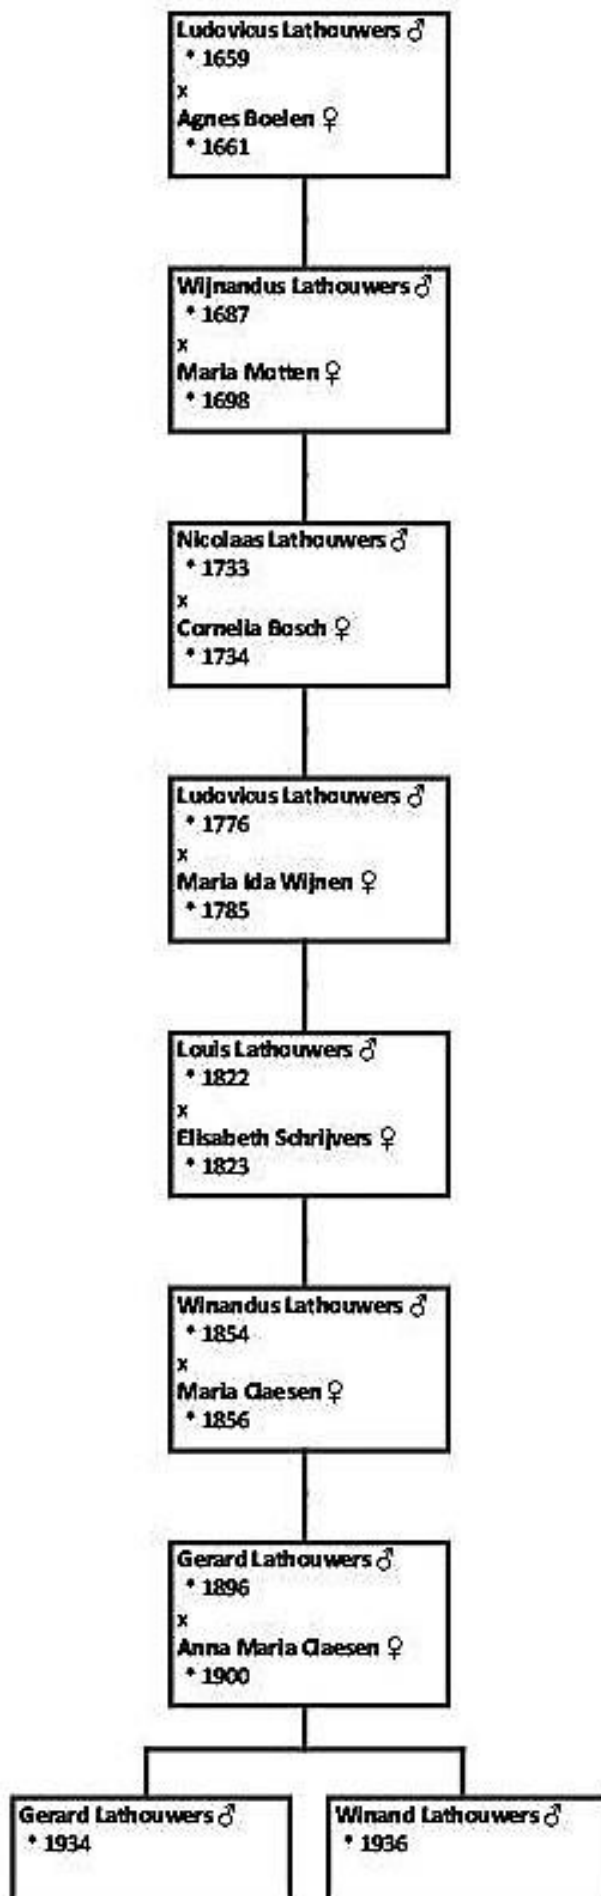 Ludovicus Lathouwers ♂
* 1659
x
Agnes Boelen ♀
* 1661
Wijnandus Lathouwers ♂
* 1687
x
Maria Motten ♀
* 1698
Nicolaas Lathouwers ♂
* 1733
x
Cornelia Bosch ♀
* 1734
Ludovicus Lathouwers ♂
* 1776
x
Maria Ida Wijnen ♀
* 1785
Louis Lathouwers ♂
* 1822
x
Elisabeth Schrijvers ♀
* 1823
Winandus Lathouwers ♂
* 1854
x
Maria Claesen ♀
* 1856
Gerard Lathouwers ♂
* 1896
x
Anna Maria Claesen ♀
* 1900
Gerard Lathouwers ♂
* 1934
Winand Lathouwers ♂
* 1936